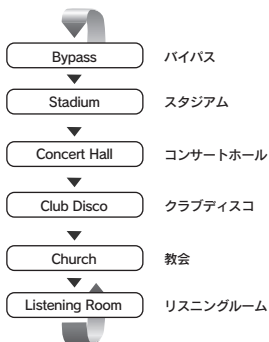 Bypass バイパス
Stadium スタジアム
Concert Hall コンサートホール
Club Disco クラブディスコ
Church 教会
Listening Room リスニングルーム